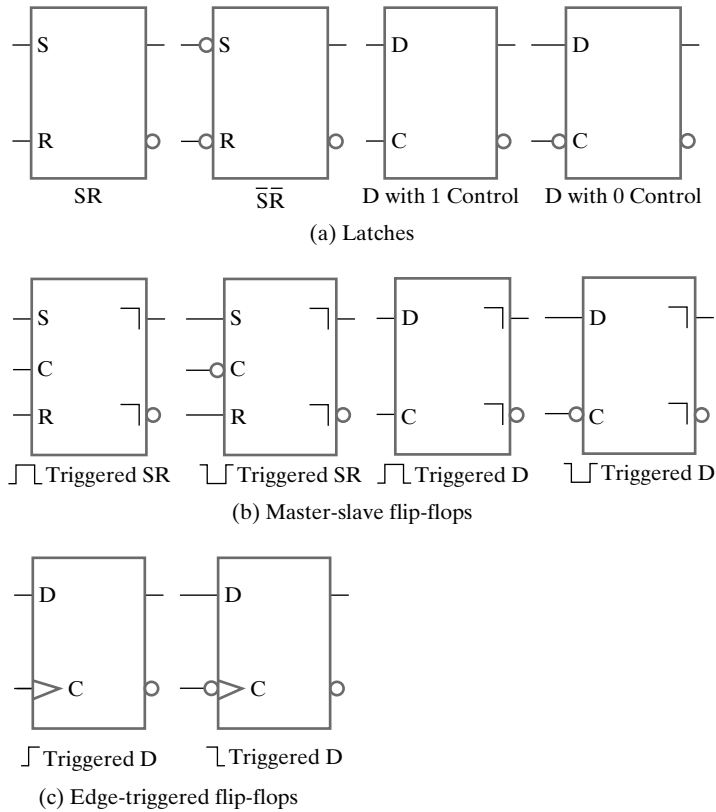 S S D D
R R C C
SR S̅R̅ D with 1 Control D with 0 Control
(a) Latches
S S D D
C C
R R C C
Triggered SR Triggered SR Triggered D Triggered D
(b) Master-slave flip-flops
D D
C C
Triggered D Triggered D
(c) Edge-triggered flip-flops